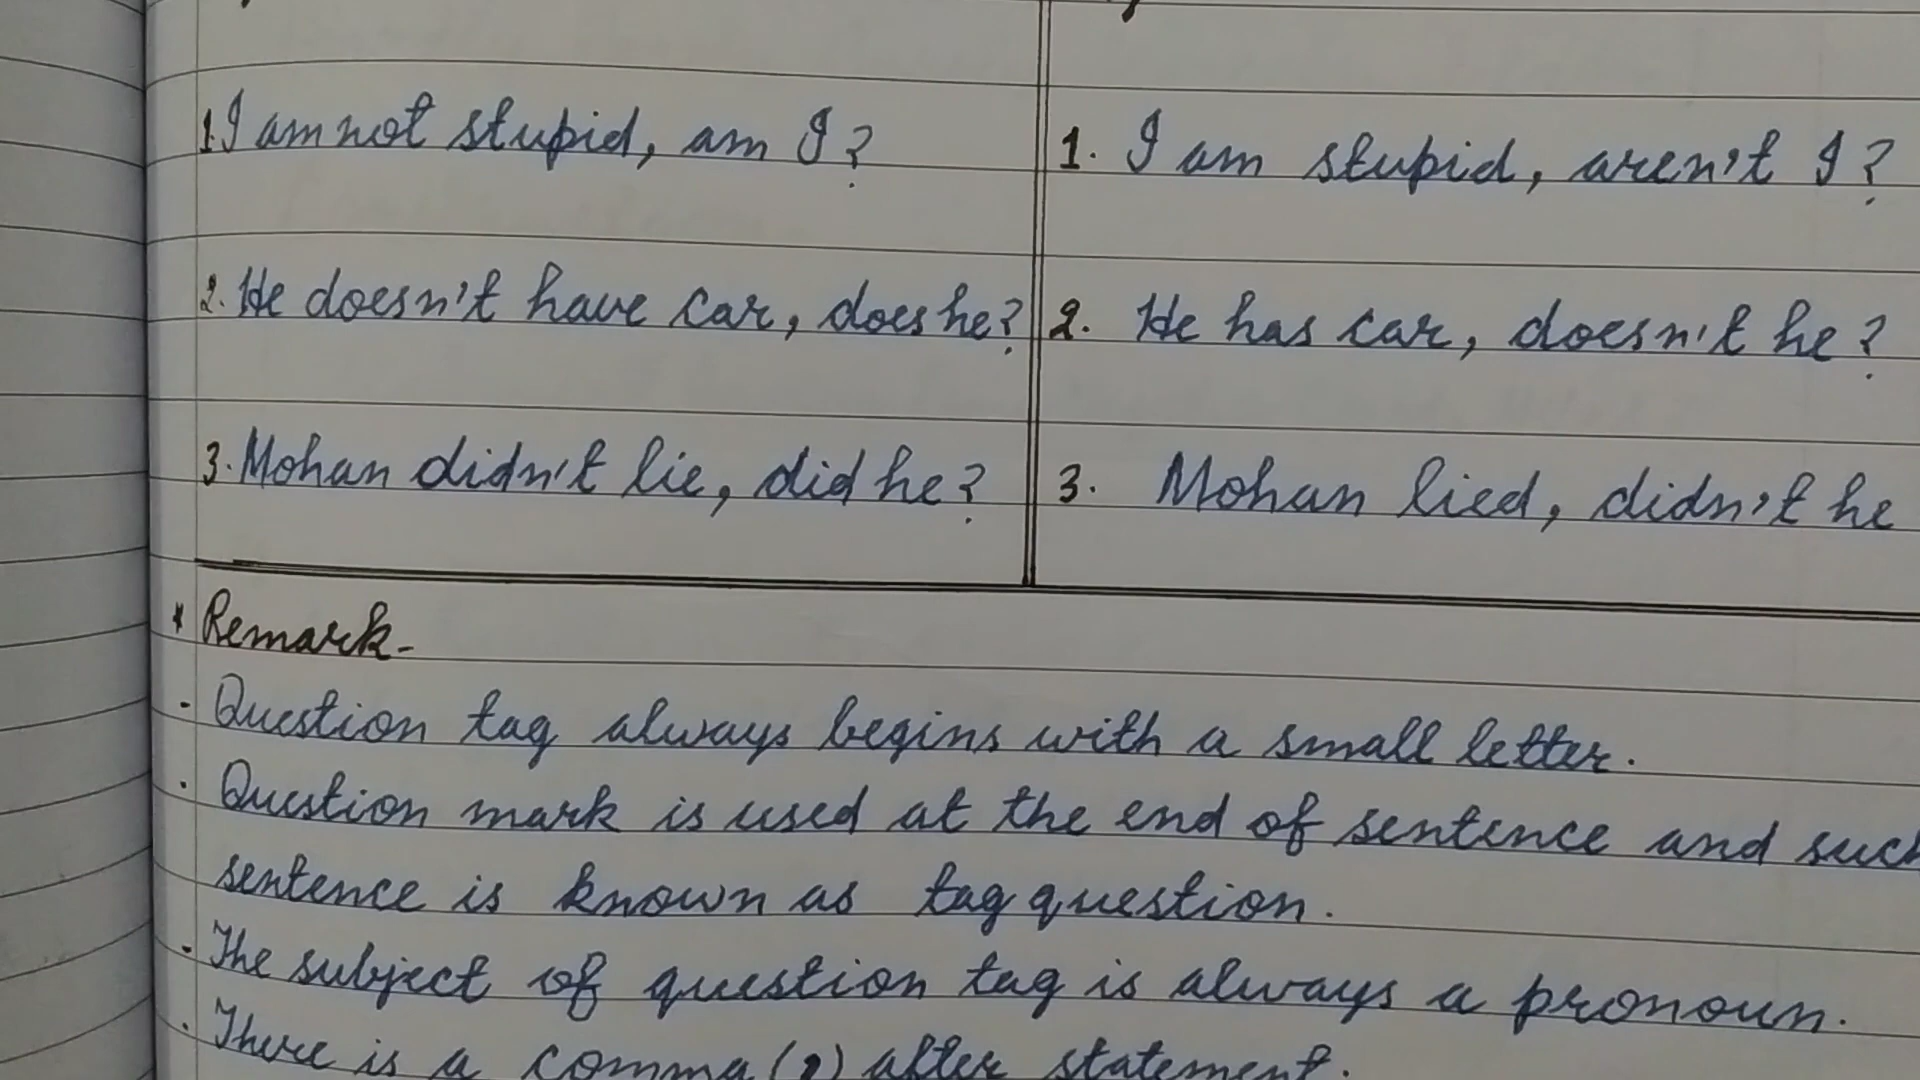 1. I am not stupid, am I?
1. I am stupid, aren't I?
2. He doesn't have car, does he?
2. He has car, doesn't he?
3. Mohan didn't lie, did he?
3. Mohan lied, didn't he
* Remark-
- Question tag always begins with a small letter.
· Question mark is used at the end of sentence and such
sentence is known as tag question.
- The subject of question tag is always a pronoun.
· There is a comma (,) after statement.